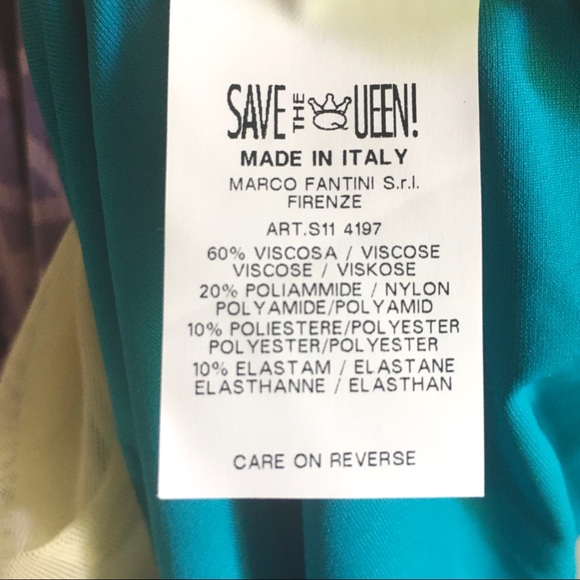 SAVE THE QUEEN!
MADE IN ITALY
MARCO FANTINI S.r.l.
FIRENZE
ART.S11 4197
60% VISCOSA / VISCOSE
VISCOSE / VISKOSE
20% POLIAMMIDE / NYLON
POLYAMIDE/POLYAMID
10% POLIESTERE/POLYESTER
POLYESTER/POLYESTER
10% ELASTAM / ELASTANE
ELASTHANNE / ELASTHAN
CARE ON REVERSE